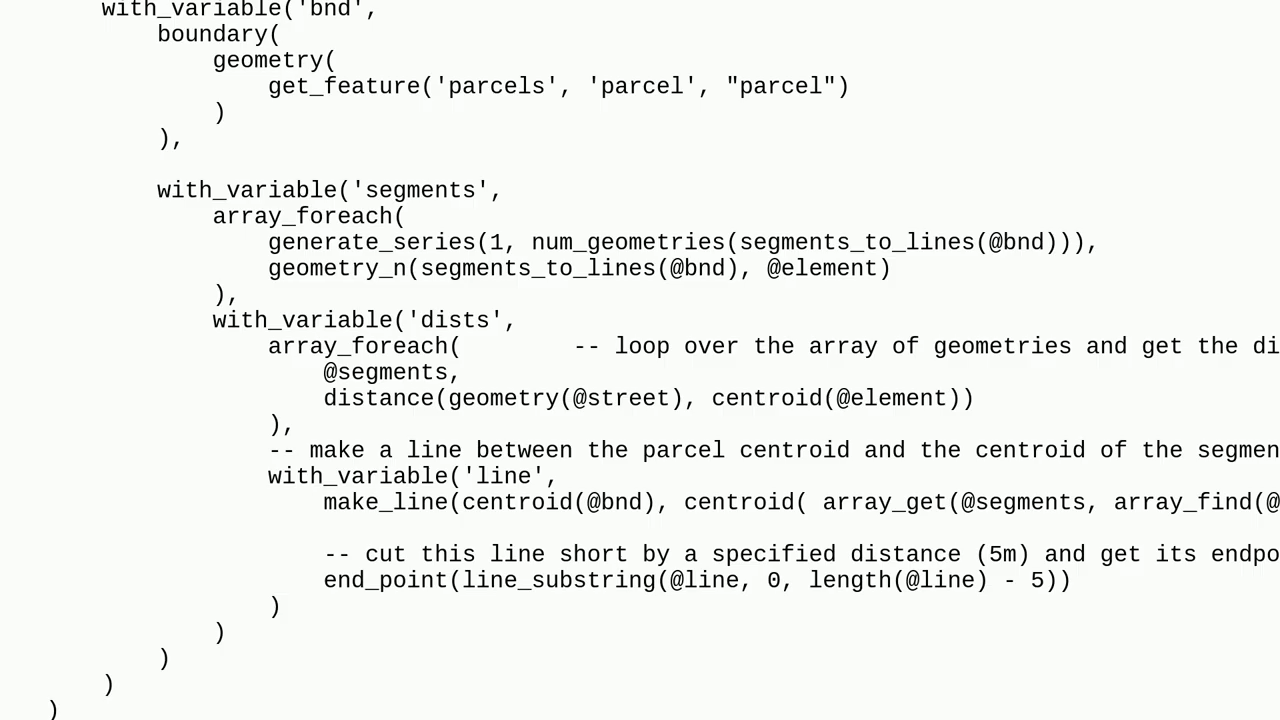 with_variable('bnd',
boundary(
geometry(
get_feature('parcels', 'parcel', "parcel")
)
),
with_variable('segments',
array_foreach(
generate_series(1, num_geometries(segments_to_lines(@bnd))),
geometry_n(segments_to_lines(@bnd), @element)
),
with_variable('dists',
array_foreach( -- loop over the array of geometries and get the di
@segments,
distance(geometry(@street), centroid(@element))
),
-- make a line between the parcel centroid and the centroid of the segmen
with_variable('line',
make_line(centroid(@bnd), centroid( array_get(@segments, array_find(@
-- cut this line short by a specified distance (5m) and get its endpo
end_point(line_substring(@line, 0, length(@line) - 5))
)
)
)
)
)